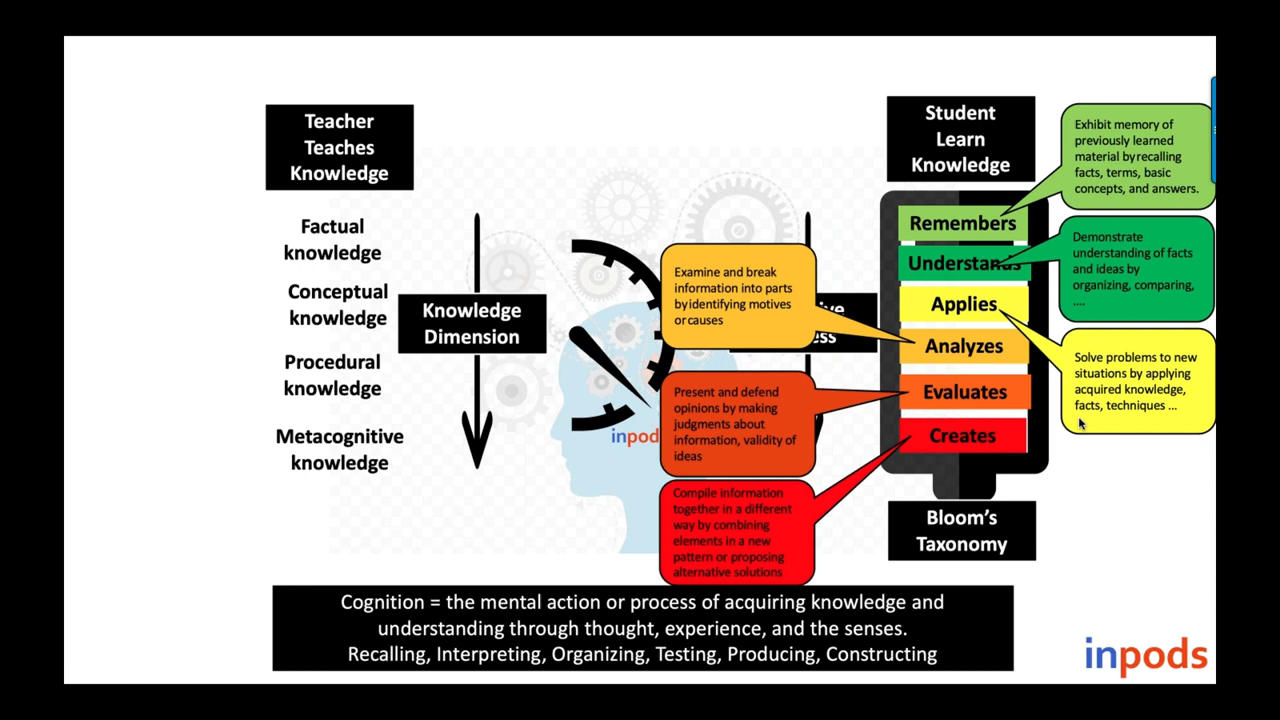 Teacher
Teaches
Knowledge
Factual
knowledge
Conceptual
knowledge
Procedural
knowledge
Metacognitive
knowledge
Knowledge
Dimension
inpod
Examine and break
information into parts
by identifying motives
or causes
Present and defend
opinions by making
judgments about
information, validity of
ideas
Compile information
together in a different
way by combining
elements in a new
pattern or proposing
alternative solutions
Student
Learn
Knowledge
Remembers
Understands
Applies
Analyzes
Evaluates
Creates
Bloom’s
Taxonomy
Exhibit memory of
previously learned
material by recalling
facts, terms, basic
concepts, and answers.
Demonstrate
understanding of facts
and ideas by
organizing, comparing,
....
Solve problems to new
situations by applying
acquired knowledge,
facts, techniques ...
Cognition = the mental action or process of acquiring knowledge and
understanding through thought, experience, and the senses.
Recalling, Interpreting, Organizing, Testing, Producing, Constructing
inpods